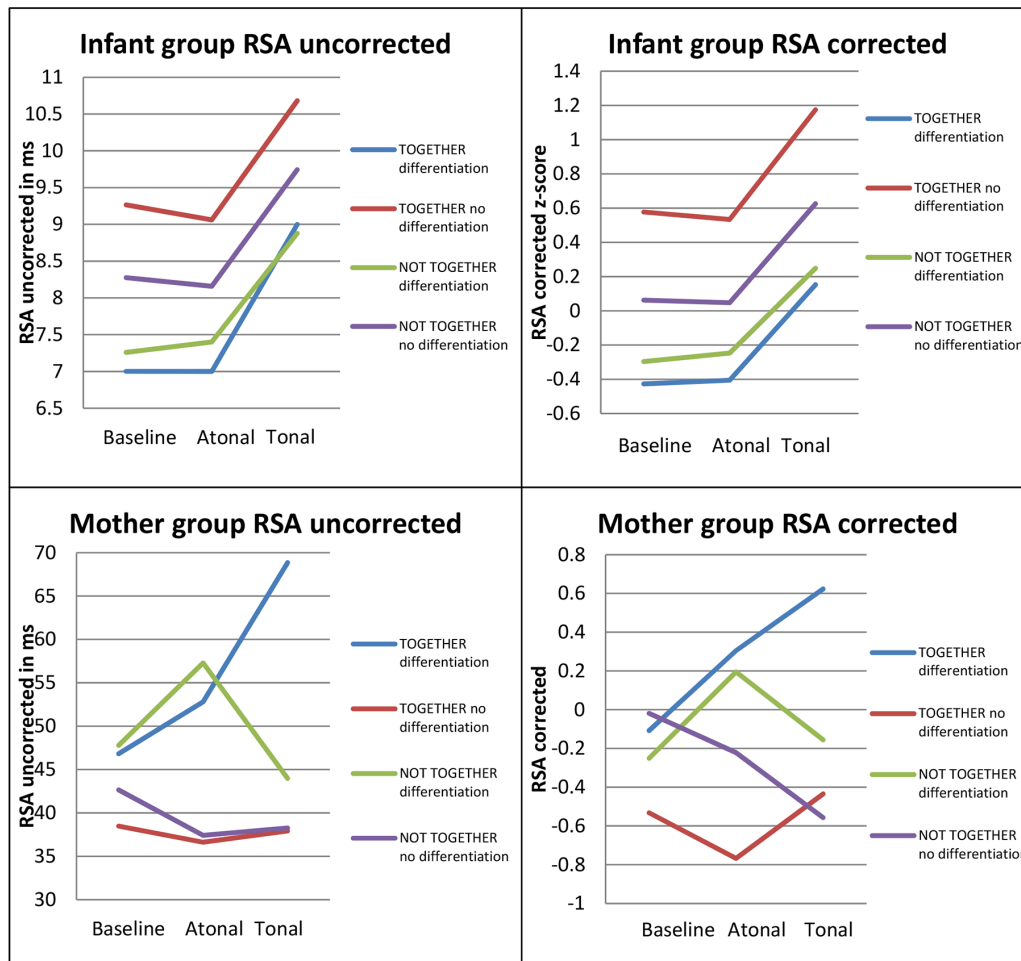 Infant group RSA uncorrected
RSA uncorrected in ms
11
10.5
10
9.5
9
8.5
8
7.5
7
6.5
Baseline Atonal Tonal
TOGETHER
differentiation
TOGETHER no
differentiation
NOT TOGETHER
differentiation
NOT TOGETHER
no differentiation
Infant group RSA corrected
RSA corrected z-score
1.4
1.2
1
0.8
0.6
0.4
0.2
0
-0.2
-0.4
-0.6
Baseline Atonal Tonal
TOGETHER
differentiation
TOGETHER no
differentiation
NOT TOGETHER
differentiation
NOT TOGETHER
no differentiation
Mother group RSA uncorrected
RSA uncorrected in ms
70
65
60
55
50
45
40
35
30
Baseline Atonal Tonal
TOGETHER
differentiation
TOGETHER no
differentiation
NOT TOGETHER
differentiation
NOT TOGETHER
no differentiation
Mother group RSA corrected
RSA corrected
0.8
0.6
0.4
0.2
0
-0.2
-0.4
-0.6
-0.8
-1
Baseline Atonal Tonal
TOGETHER
differentiation
TOGETHER no
differentiation
NOT TOGETHER
differentiation
NOT TOGETHER
no differentiation